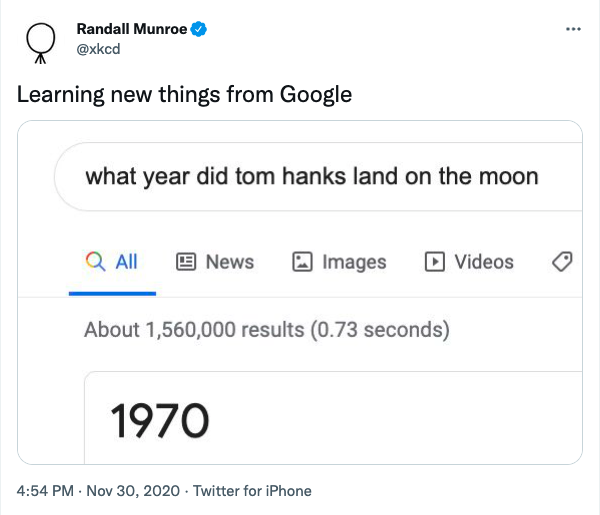 Randall Munroe
@xkcd
Learning new things from Google
what year did tom hanks land on the moon
All News Images Videos
About 1,560,000 results (0.73 seconds)
1970
4:54 PM · Nov 30, 2020 · Twitter for iPhone